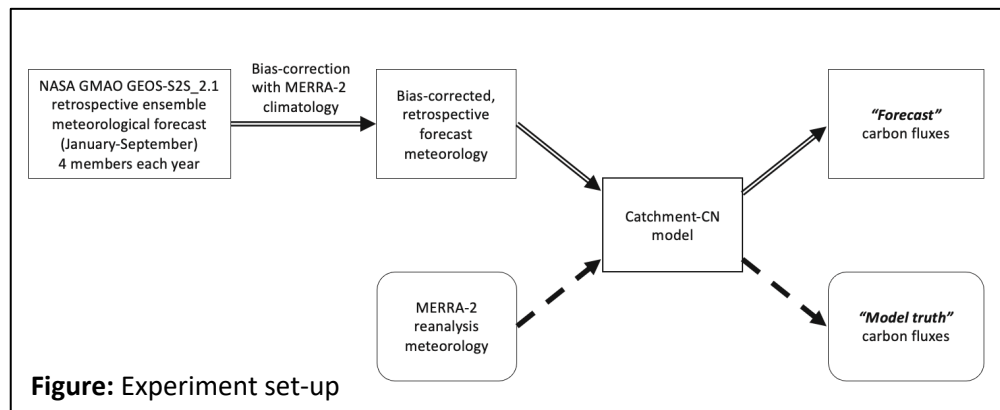 NASA GMAO GEOS-S2S_2.1
retrospective ensemble
meteorological forecast
(January-September)
4 members each year
Bias-correction
with MERRA-2
climatology
Bias-corrected,
retrospective
forecast
meteorology
"Forecast"
carbon fluxes
Catchment-CN
model
MERRA-2
reanalysis
meteorology
"Model truth"
carbon fluxes
Figure: Experiment set-up